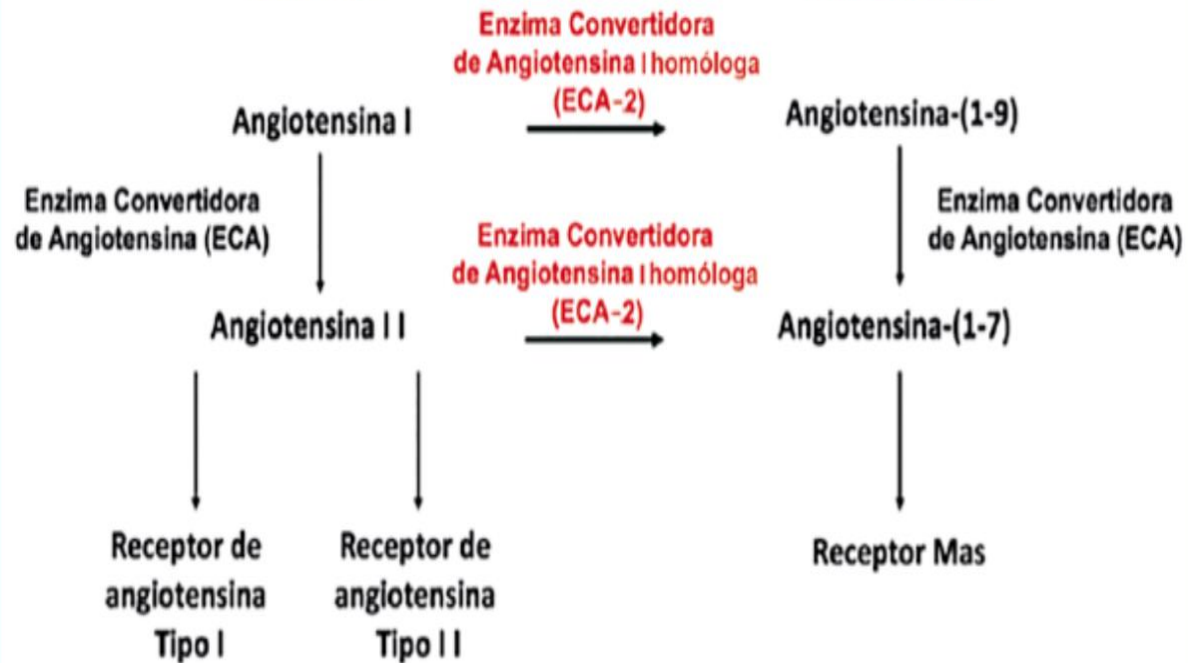 Enzima Convertidora
de Angiotensina I homóloga
(ECA-2)
Angiotensina I
Angiotensina-(1-9)
Enzima Convertidora
de Angiotensina (ECA)
Enzima Convertidora
de Angiotensina (ECA)
Enzima Convertidora
de Angiotensina I homóloga
(ECA-2)
Angiotensina I I
Angiotensina-(1-7)
Receptor de
angiotensina
Tipo I
Receptor de
angiotensina
Tipo I I
Receptor Mas